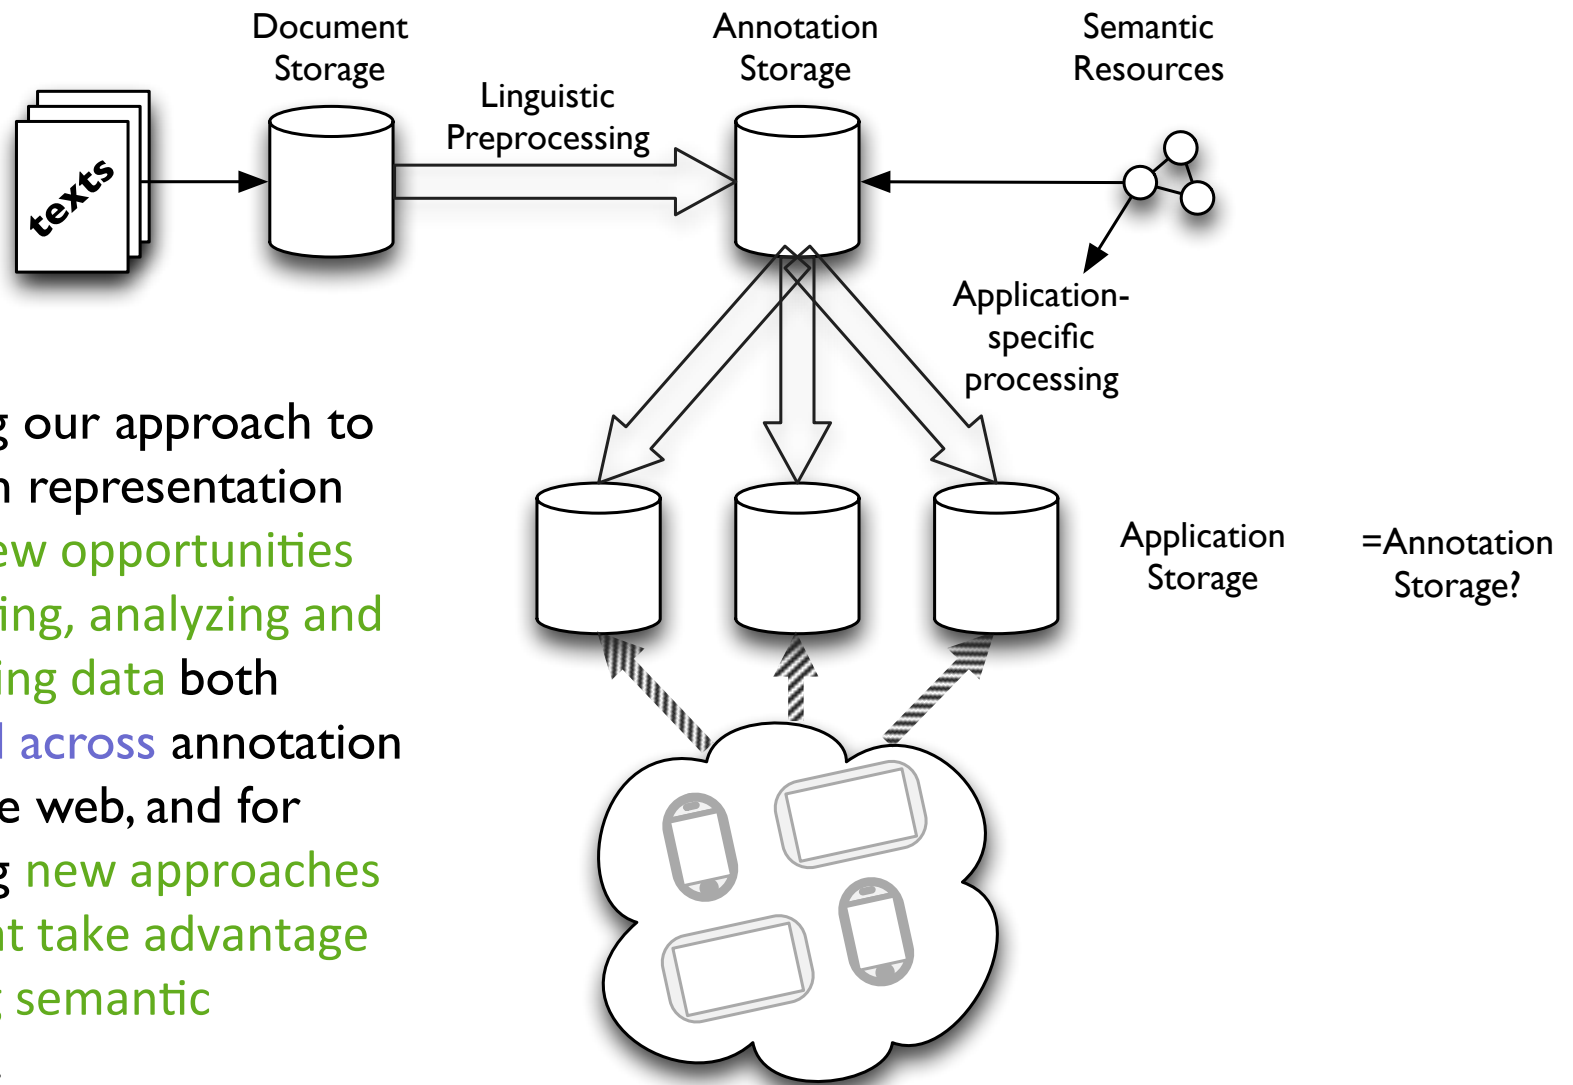 Document
Storage
Annotation
Storage
Semantic
Resources
Linguistic
Preprocessing
texts
Application-
specific
processing
g our approach to
n representation
ew opportunities
ing, analyzing and
ing data both
l across annotation
e web, and for
g new approaches
at take advantage
g semantic
.
Application
Storage
=Annotation
Storage?